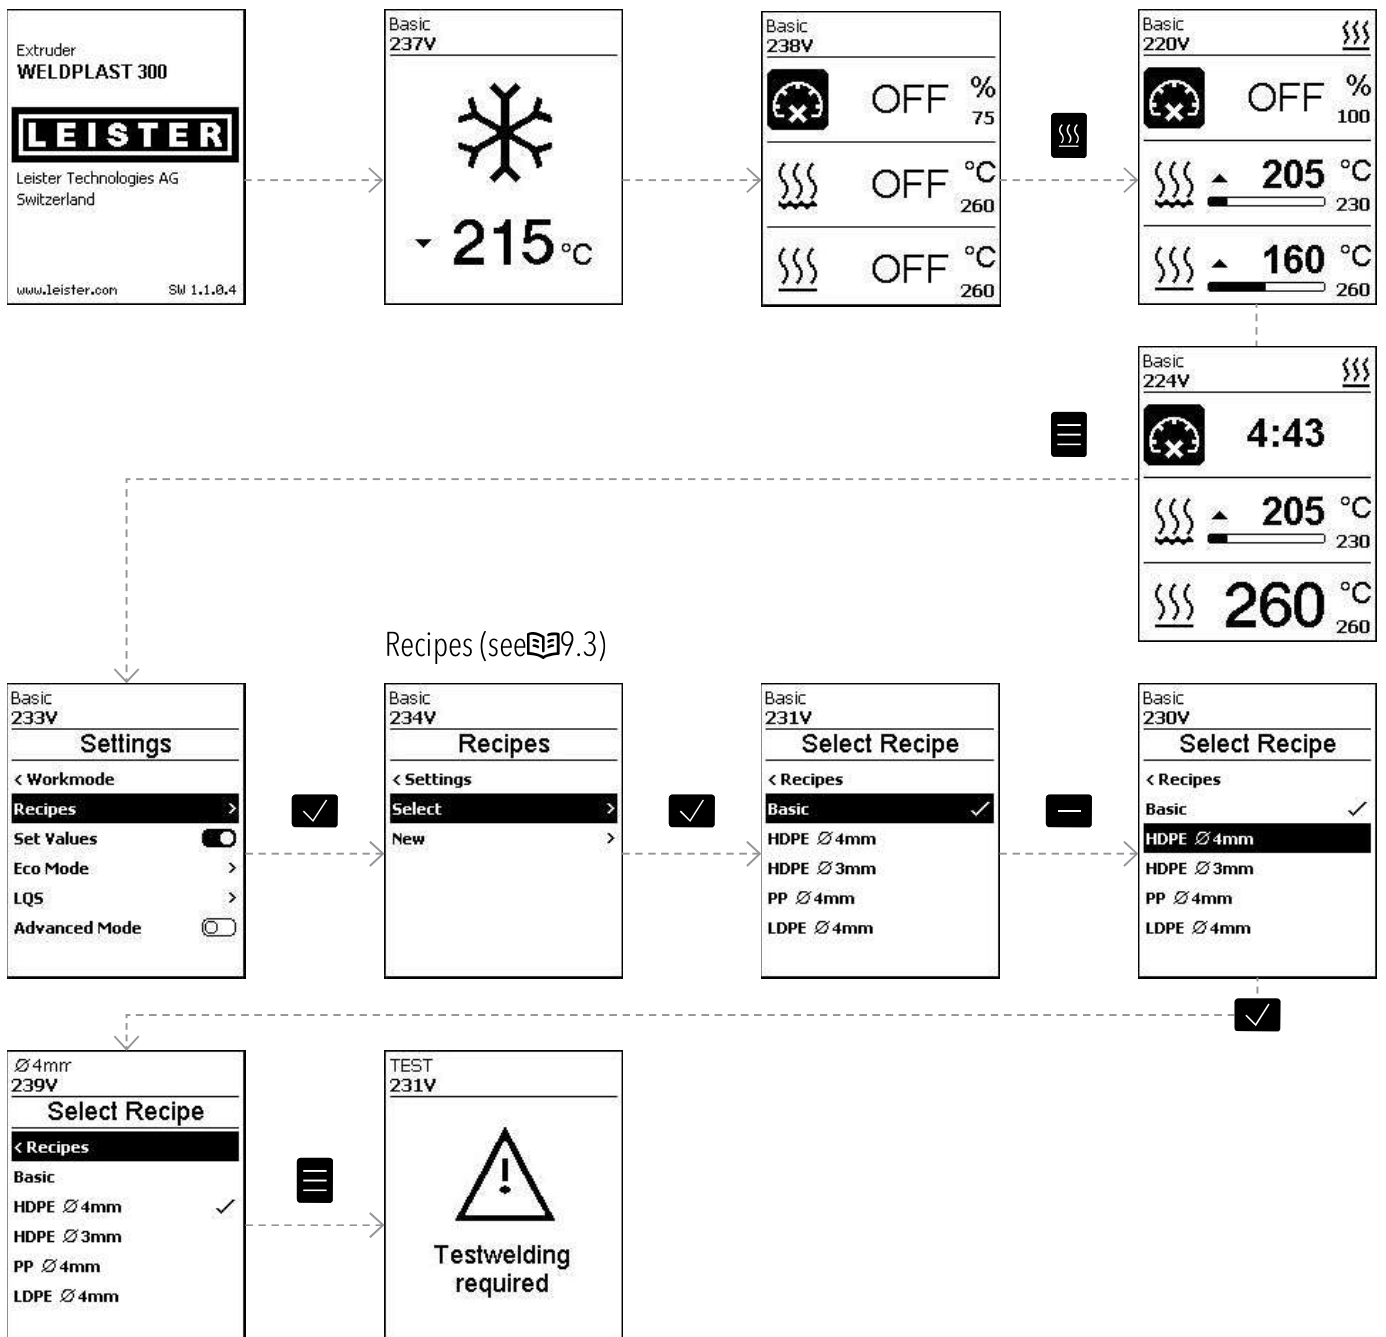 Extruder
WELDPLAST 300
LEISTER
Leister Technologies AG
Switzerland
www.leister.com SW 1.1.0.4
Basic
237V
215 °C
Basic
238V
OFF %
75
OFF °C
260
OFF °C
260
Basic
220V
OFF %
100
205 °C
230
160 °C
260
Basic
224V
4:43
205 °C
230
260 °C
260
Recipes (see 9.3)
Basic
233V
Settings
< Workmode
Recipes >
Set Values
Eco Mode >
LQS >
Advanced Mode
Basic
234V
Recipes
< Settings
Select >
New >
Basic
231V
Select Recipe
< Recipes
Basic ✓
HDPE Ø4mm
HDPE Ø3mm
PP Ø4mm
LDPE Ø4mm
Basic
230V
Select Recipe
< Recipes
Basic ✓
HDPE Ø4mm
HDPE Ø3mm
PP Ø4mm
LDPE Ø4mm
Ø4mm
239V
Select Recipe
< Recipes
Basic
HDPE Ø4mm ✓
HDPE Ø3mm
PP Ø4mm
LDPE Ø4mm
TEST
231V
Testwelding
required